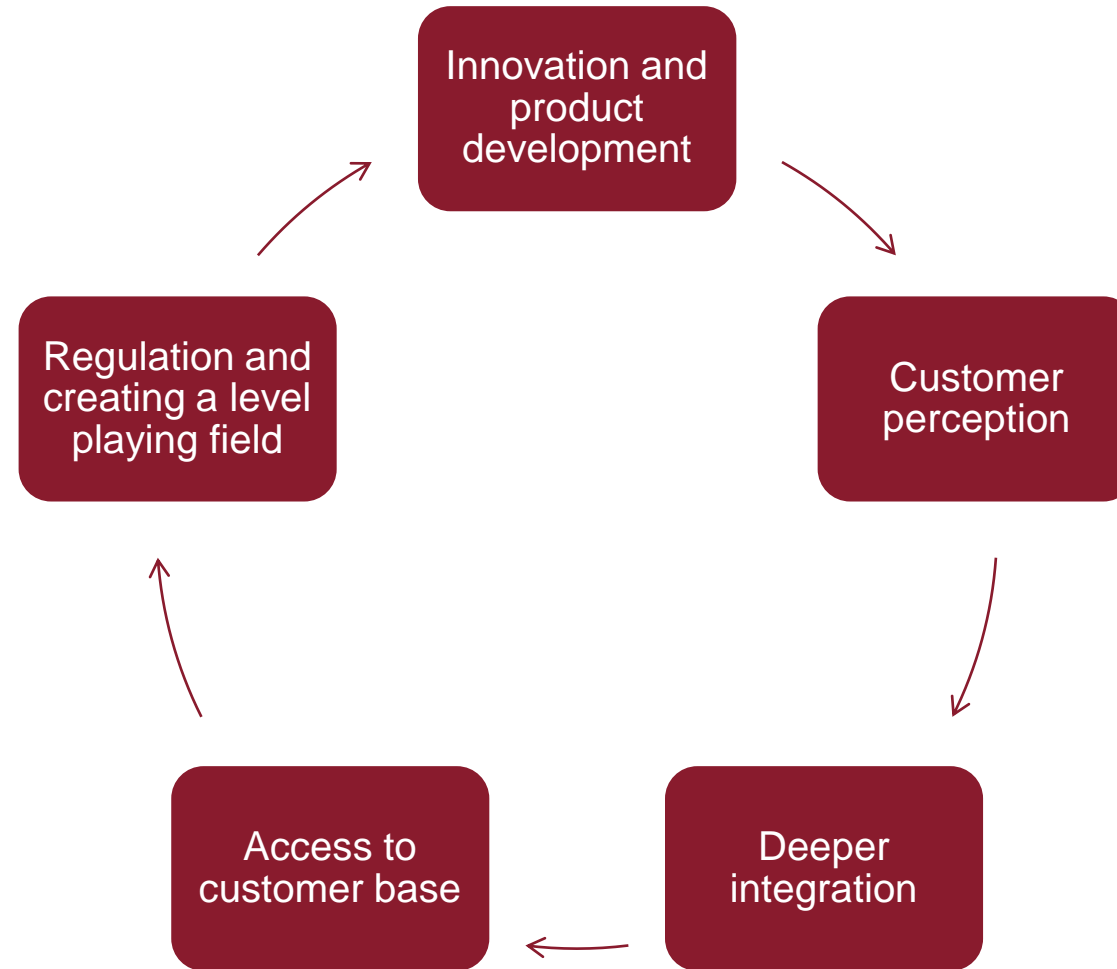 Innovation and
product
development
Customer
perception
Deeper
integration
Access to
customer base
Regulation and
creating a level
playing field